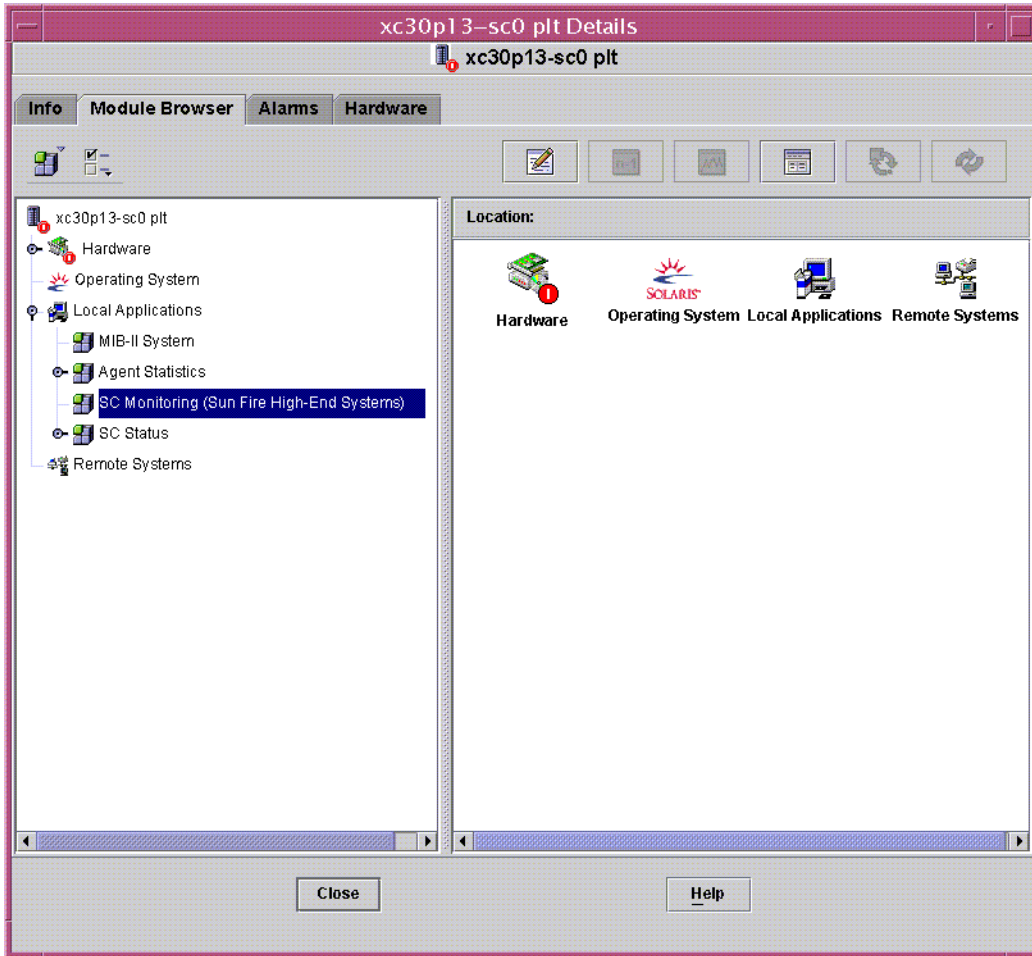 xc30p13–sc0 plt Details
xc30p13-sc0 plt
Info Module Browser Alarms Hardware
xc30p13-sc0 plt
Hardware
Operating System
Local Applications
MIB-II System
Agent Statistics
SC Monitoring (Sun Fire High-End Systems)
SC Status
Remote Systems
Location:
SOLARIS
Hardware Operating System Local Applications Remote Systems
Close Help